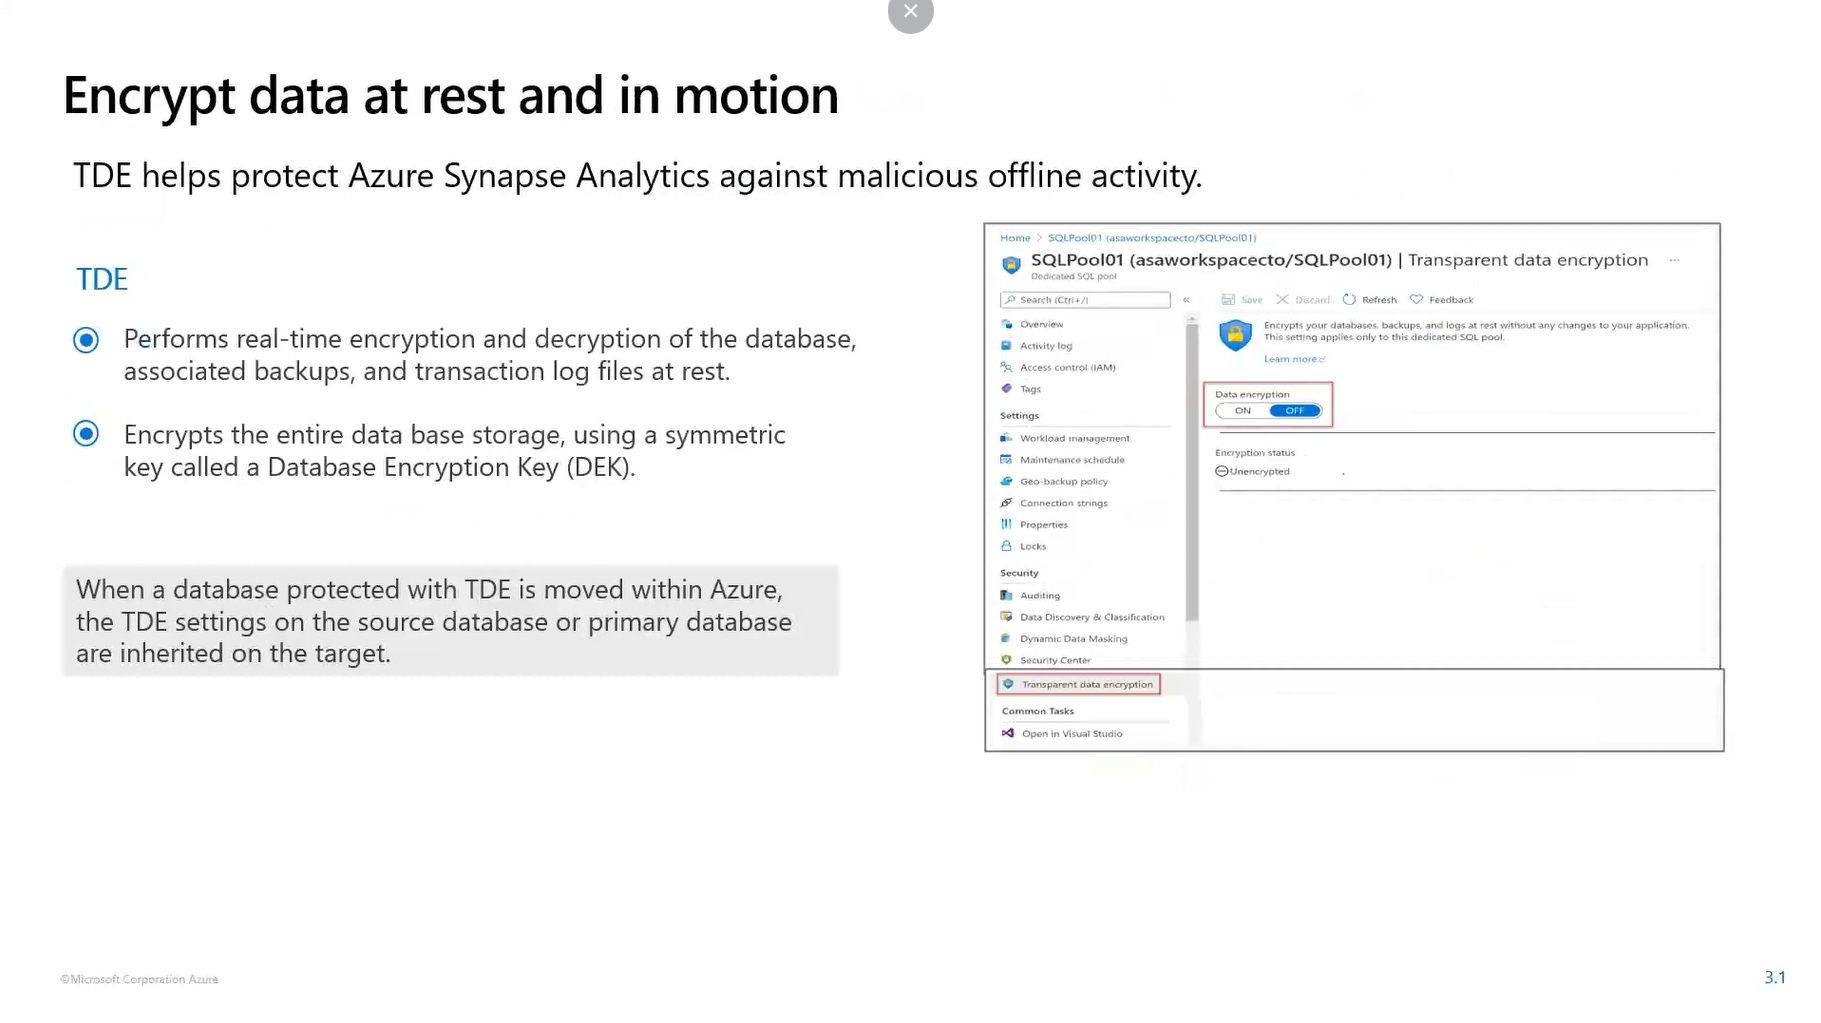 Encrypt data at rest and in motion
TDE helps protect Azure Synapse Analytics against malicious offline activity.
TDE
Performs real-time encryption and decryption of the database,
associated backups, and transaction log files at rest.
Encrypts the entire data base storage, using a symmetric
key called a Database Encryption Key (DEK).
When a database protected with TDE is moved within Azure,
the TDE settings on the source database or primary database
are inherited on the target.
Home > SQLPool01 (asaworkspacecto/SQLPool01)
SQLPool01 (asaworkspacecto/SQLPool01) | Transparent data encryption ...
Dedicated SQL pool
Search (Ctrl+/)
«
Overview
Activity log
Access control (IAM)
Tags
Settings
Workload management
Maintenance schedule
Geo-backup policy
Connection strings
Properties
Locks
Security
Auditing
Data Discovery & Classification
Dynamic Data Masking
Security Center
Transparent data encryption
Common Tasks
Open in Visual Studio
Save Discard Refresh Feedback
Encrypts your databases, backups, and logs at rest without any changes to your application.
This setting applies only to this dedicated SQL pool.
Learn more
Data encryption
ON OFF
Encryption status
Unencrypted
©Microsoft Corporation Azure
3.1